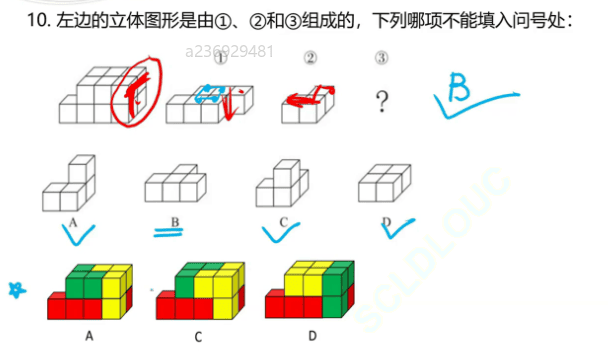 10. 左边的立体图形是由①、②和③组成的，下列哪项不能填入问号处：
a236929481
① ② ③
? B
A B C D
SCLDLOUC
A C D